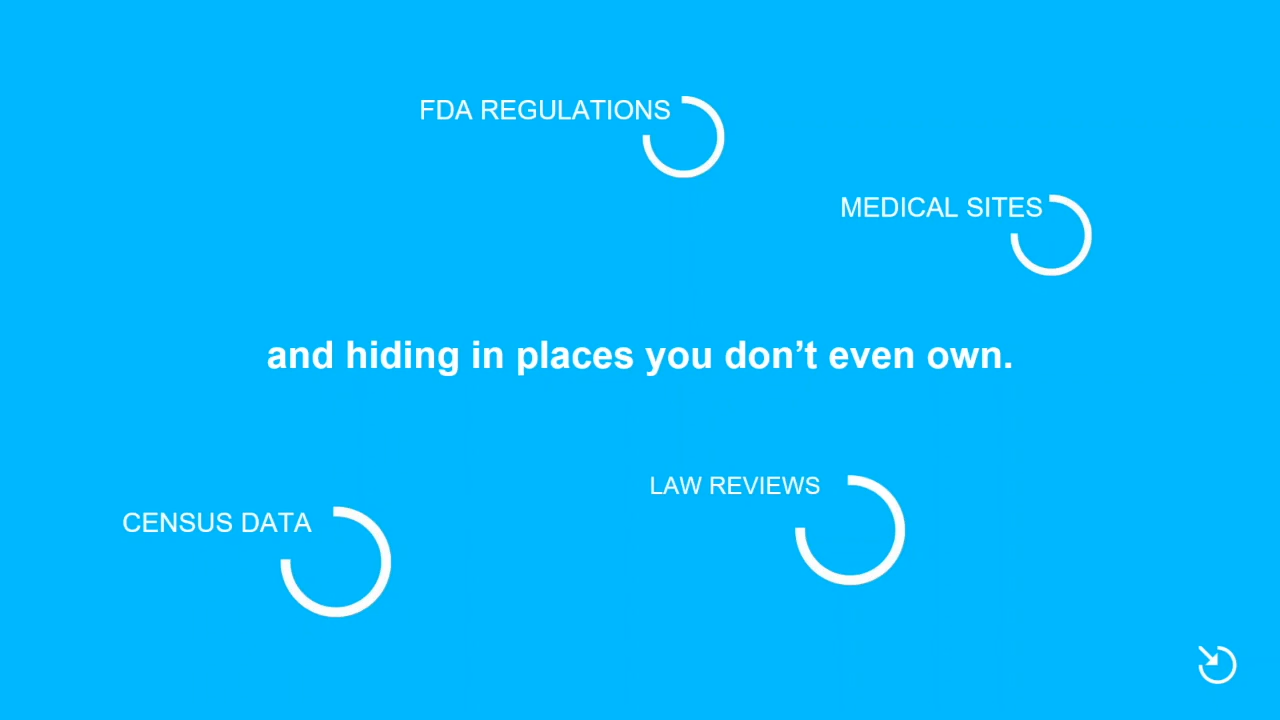 FDA REGULATIONS
MEDICAL SITES
and hiding in places you don’t even own.
LAW REVIEWS
CENSUS DATA